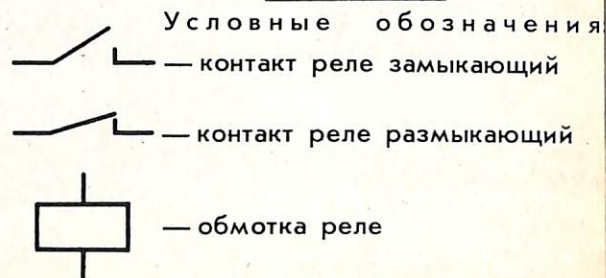 Условные обозначения:
— контакт реле замыкающий
— контакт реле размыкающий
— обмотка реле